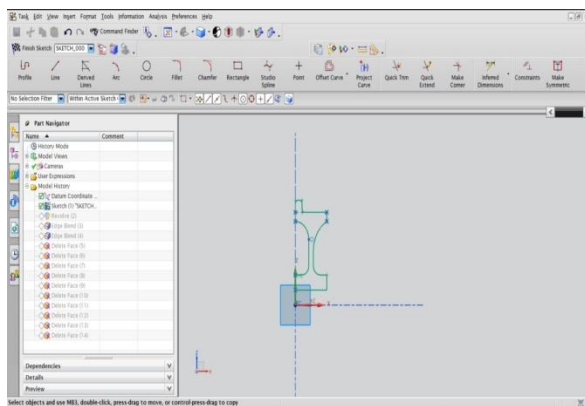 Task Edit View Insert Format Tools Information Analysis Preferences Help
Command Finder
Finish Sketch SKETCH_000
Profile Line Derived Lines Arc Circle Fillet Chamfer Rectangle Studio Spline Point Offset Curve Project Curve Quick Trim Quick Extend Make Corner Inferred Dimensions Constraints Make Symmetric
No Selection Filter Within Active Sketch
Part Navigator
Name Comment
History Mode
Model Views
Cameras
User Expressions
Model History
Datum Coordinate ...
Sketch (1) "SKETCH...
Revolve (2)
Edge Blend (3)
Edge Blend (4)
Delete Face (5)
Delete Face (6)
Delete Face (7)
Delete Face (8)
Delete Face (9)
Delete Face (10)
Delete Face (11)
Delete Face (12)
Delete Face (13)
Delete Face (14)
Dependencies
Details
Preview
Select objects and use MB3, double-click, press-drag to move, or control-press-drag to copy